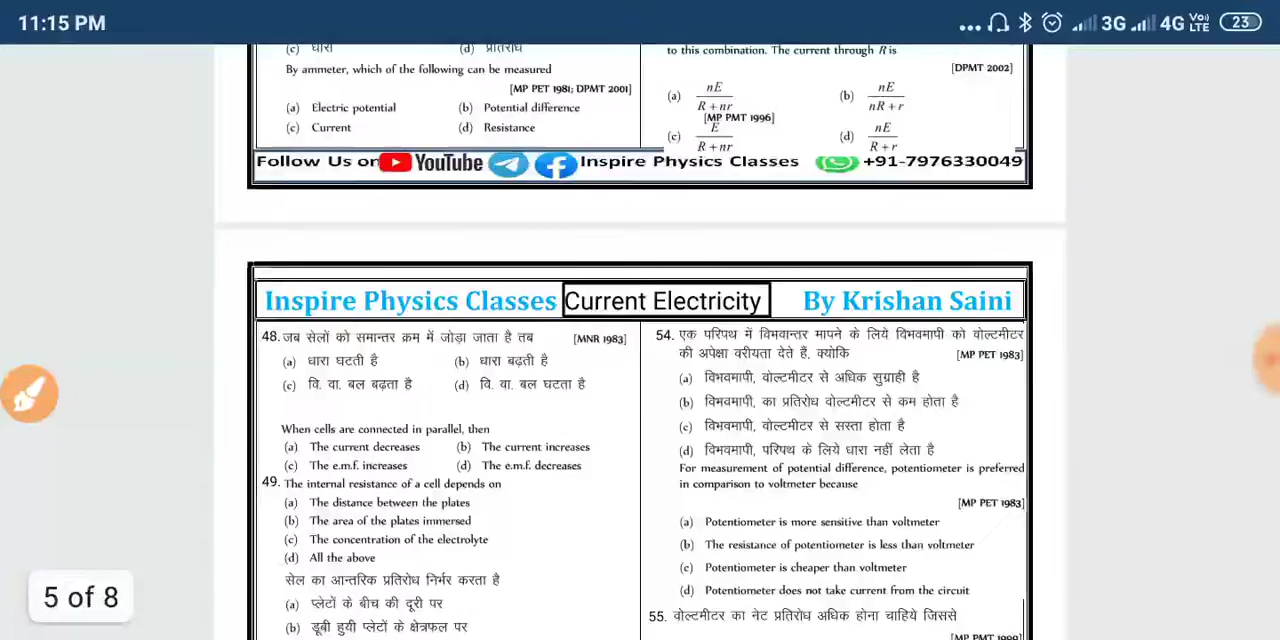 11:15 PM
3G 4G VoLTE 23
(c) धारा (d) प्रतिरोध
By ammeter, which of the following can be measured
[MP PET 1981; DPMT 2001]
(a) Electric potential (b) Potential difference
(c) Current (d) Resistance
to this combination. The current through R is
[DPMT 2002]
(a) nE / R + nr (b) nE / nR + r
[MP PMT 1996]
(c) E / R + nr (d) nE / R + r
Follow Us on YouTube Inspire Physics Classes +91-7976330049
Inspire Physics Classes Current Electricity By Krishan Saini
48. जब सेलों को समान्तर क्रम में जोड़ा जाता है तब [MNR 1983]
(a) धारा घटती है (b) धारा बढ़ती है
(c) वि. वा. बल बढ़ता है (d) वि. वा. बल घटता है
When cells are connected in parallel, then
(a) The current decreases (b) The current increases
(c) The e.m.f. increases (d) The e.m.f. decreases
49. The internal resistance of a cell depends on
(a) The distance between the plates
(b) The area of the plates immersed
(c) The concentration of the electrolyte
(d) All the above
सेल का आन्तरिक प्रतिरोध निर्भर करता है
(a) प्लेटों के बीच की दूरी पर
(b) डूबी हुयी प्लेटों के क्षेत्रफल पर
54. एक परिपथ में विभवान्तर मापने के लिये विभवमापी को वोल्टमीटर
की अपेक्षा वरीयता देते हैं, क्योकि [MP PET 1983]
(a) विभवमापी, वोल्टमीटर से अधिक सुग्राही है
(b) विभवमापी, का प्रतिरोध वोल्टमीटर से कम होता है
(c) विभवमापी, वोल्टमीटर से सस्ता होता है
(d) विभवमापी, परिपथ के लिये धारा नहीं लेता है
For measurement of potential difference, potentiometer is preferred
in comparison to voltmeter because
[MP PET 1983]
(a) Potentiometer is more sensitive than voltmeter
(b) The resistance of potentiometer is less than voltmeter
(c) Potentiometer is cheaper than voltmeter
(d) Potentiometer does not take current from the circuit
55. वोल्टमीटर का नेट प्रतिरोध अधिक होना चाहिये जिससे
[MP PMT 1999]
5 of 8